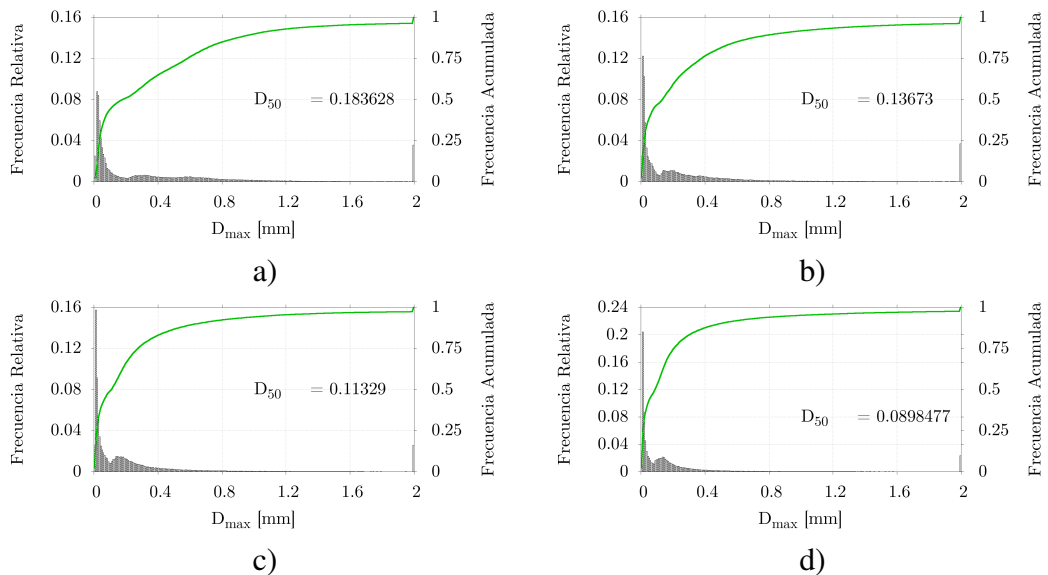 0.16
0.12
0.08
0.04
0
Frecuencia Relativa
1
0.75
0.5
0.25
0
Frecuencia Acumulada
D50 = 0.183628
0 0.4 0.8 1.2 1.6 2
Dmax [mm]
a)
0.16
0.12
0.08
0.04
0
Frecuencia Relativa
1
0.75
0.5
0.25
0
Frecuencia Acumulada
D50 = 0.13673
0 0.4 0.8 1.2 1.6 2
Dmax [mm]
b)
0.16
0.12
0.08
0.04
0
Frecuencia Relativa
1
0.75
0.5
0.25
0
Frecuencia Acumulada
D50 = 0.11329
0 0.4 0.8 1.2 1.6 2
Dmax [mm]
c)
0.24
0.2
0.16
0.12
0.08
0.04
0
Frecuencia Relativa
1
0.75
0.5
0.25
0
Frecuencia Acumulada
D50 = 0.0898477
0 0.4 0.8 1.2 1.6 2
Dmax [mm]
d)